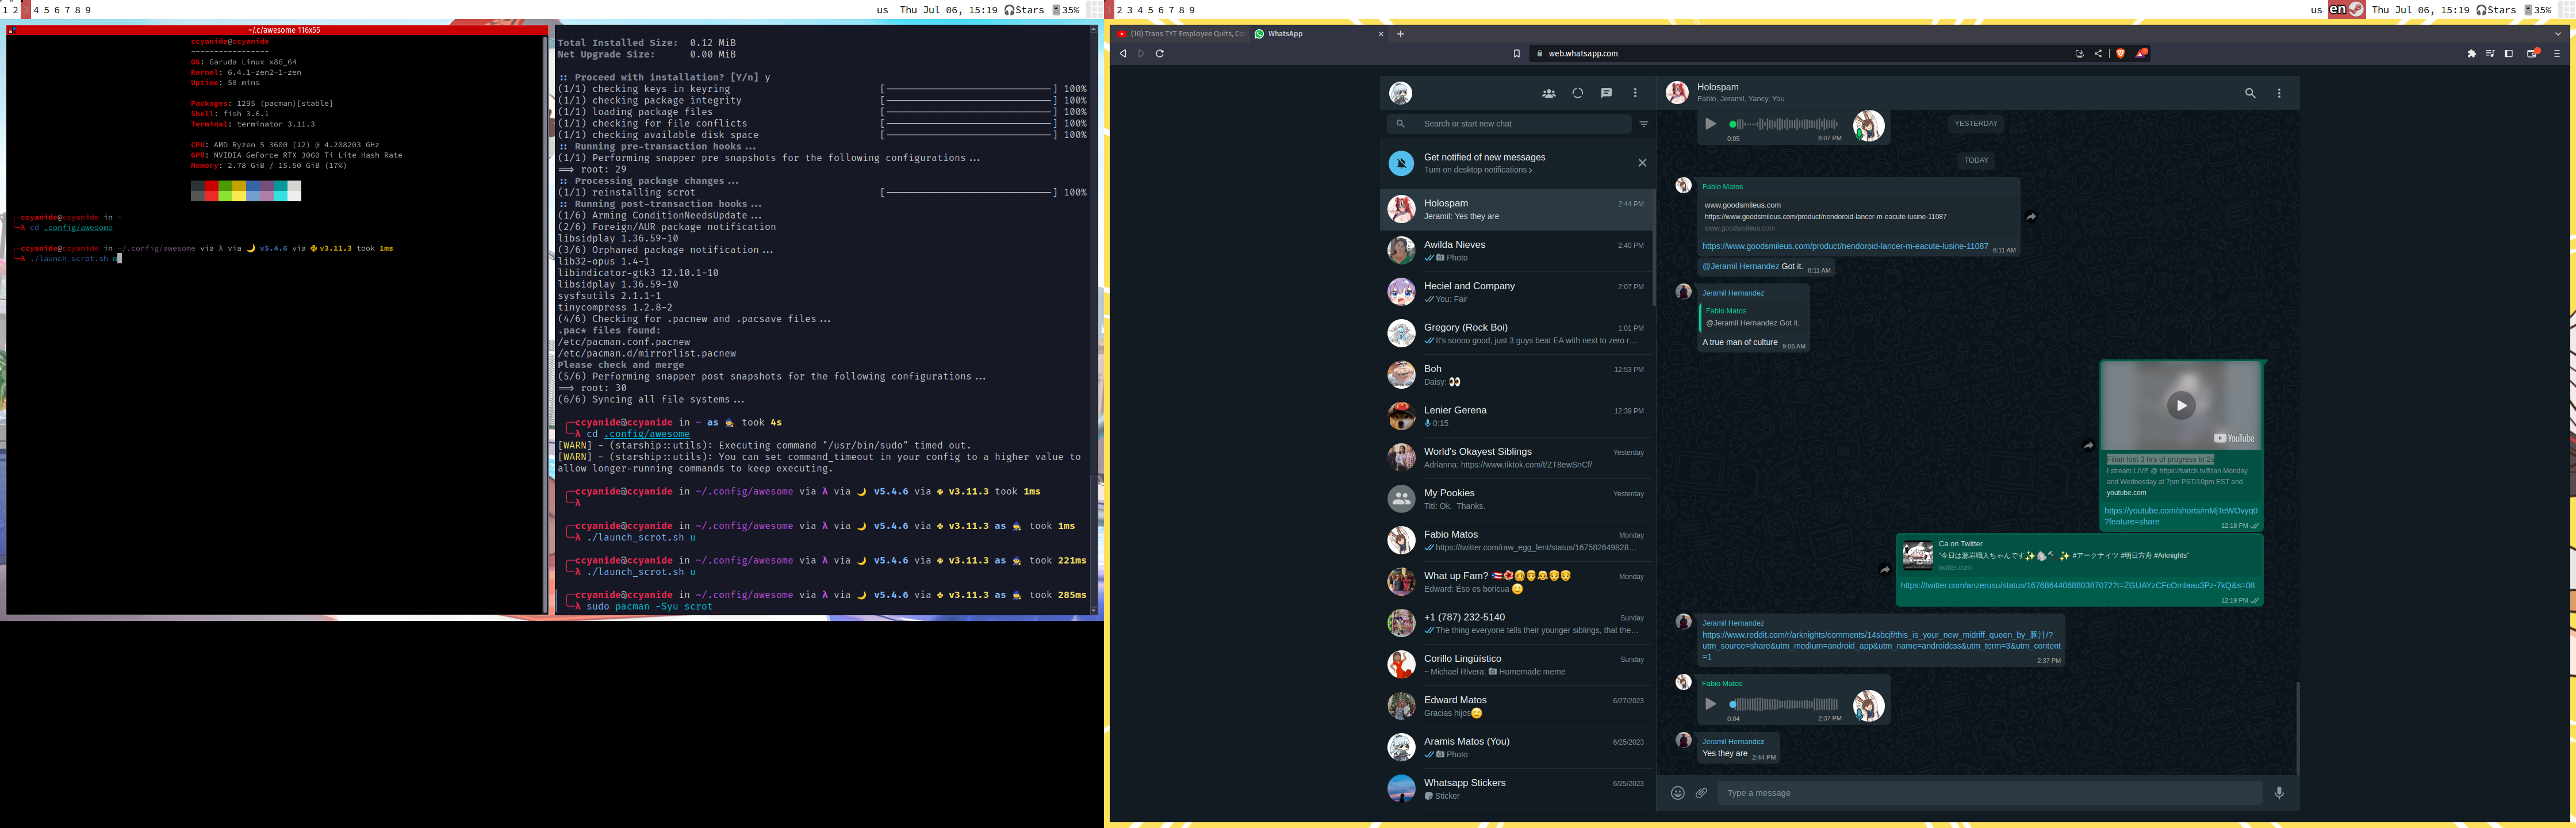 1 2 3 4 5 6 7 8 9
us Thu Jul 06, 15:19 Stars 35%
~/.c/awesome 116x55
ccyanide@ccyanide
-----------------
OS: Garuda Linux x86_64
Kernel: 6.4.1-zen2-1-zen
Uptime: 58 mins
Packages: 1295 (pacman)[stable]
Shell: fish 3.6.1
Terminal: terminator 3.11.3
CPU: AMD Ryzen 5 3600 (12) @ 4.208203 GHz
GPU: NVIDIA GeForce RTX 3060 Ti Lite Hash Rate
Memory: 2.78 GiB / 15.50 GiB (17%)
ccyanide@ccyanide in ~
λ cd .config/awesome
ccyanide@ccyanide in ~/.config/awesome via λ via 🌙 v5.4.6 via v3.11.3 took 1ms
λ ./launch_scrot.sh m
Total Installed Size: 0.12 MiB
Net Upgrade Size: 0.00 MiB
:: Proceed with installation? [Y/n] y
(1/1) checking keys in keyring [----------] 100%
(1/1) checking package integrity [----------] 100%
(1/1) loading package files [----------] 100%
(1/1) checking for file conflicts [----------] 100%
(1/1) checking available disk space [----------] 100%
:: Running pre-transaction hooks...
(1/1) Performing snapper pre snapshots for the following configurations...
==> root: 29
:: Processing package changes...
(1/1) reinstalling scrot [----------] 100%
:: Running post-transaction hooks...
(1/6) Arming ConditionNeedsUpdate...
(2/6) Foreign/AUR package notification
libsidplay 1.36.59-10
(3/6) Orphaned package notification...
lib32-opus 1.4-1
libindicator-gtk3 12.10.1-10
libsidplay 1.36.59-10
sysfsutils 2.1.1-1
tinycompress 1.2.8-2
(4/6) Checking for .pacnew and .pacsave files...
.pac* files found:
/etc/pacman.conf.pacnew
/etc/pacman.d/mirrorlist.pacnew
Please check and merge
(5/6) Performing snapper post snapshots for the following configurations...
==> root: 30
(6/6) Syncing all file systems...
ccyanide@ccyanide in ~ as 🧙 took 4s
λ cd .config/awesome
[WARN] - (starship::utils): Executing command "/usr/bin/sudo" timed out.
[WARN] - (starship::utils): You can set command_timeout in your config to a higher value to
allow longer-running commands to keep executing.
ccyanide@ccyanide in ~/.config/awesome via λ via 🌙 v5.4.6 via v3.11.3 took 1ms
λ
ccyanide@ccyanide in ~/.config/awesome via λ via 🌙 v5.4.6 via v3.11.3 as 🧙 took 1ms
λ ./launch_scrot.sh u
ccyanide@ccyanide in ~/.config/awesome via λ via 🌙 v5.4.6 via v3.11.3 as 🧙 took 221ms
λ ./launch_scrot.sh u
ccyanide@ccyanide in ~/.config/awesome via λ via 🌙 v5.4.6 via v3.11.3 as 🧙 took 285ms
λ sudo pacman -Syu scrot
1 2 3 4 5 6 7 8 9
us en Thu Jul 06, 15:19 Stars 35%
(10) Trans TYT Employee Quits, Co
WhatsApp
web.whatsapp.com
Search or start new chat
Get notified of new messages
Turn on desktop notifications >
Holospam 2:44 PM
Jeramil: Yes they are
Awilda Nieves 2:40 PM
Photo
Heciel and Company 2:07 PM
You: Fair
Gregory (Rock Boi) 1:01 PM
It's soooo good, just 3 guys beat EA with next to zero r...
Boh 12:53 PM
Daisy: 👀
Lenier Gerena 12:39 PM
0:15
World's Okayest Siblings Yesterday
Adrianna: https://www.tiktok.com/t/ZT8ewSnCf/
My Pookies Yesterday
Titi: Ok. Thanks.
Fabio Matos Monday
https://twitter.com/raw_egg_lent/status/167582649828...
What up Fam? Monday
Edward: Éso es boricua 😊
+1 (787) 232-5140 Sunday
The thing everyone tells their younger siblings, that the...
Corillo Lingüístico Sunday
~ Michael Rivera: Homemade meme
Edward Matos 6/27/2023
Gracias hijos😊
Aramis Matos (You) 6/25/2023
Photo
Whatsapp Stickers 6/25/2023
Sticker
Holospam
Fabio, Jeramil, Yancy, You
0:05 8:07 PM
YESTERDAY
TODAY
Fabio Matos
www.goodsmileus.com
https://www.goodsmileus.com/product/nendoroid-lancer-m-eacute-lusine-11087
www.goodsmileus.com
https://www.goodsmileus.com/product/nendoroid-lancer-m-eacute-lusine-11087 8:11 AM
@Jeramil Hernandez Got it. 8:11 AM
Jeramil Hernandez
Fabio Matos
@Jeramil Hernandez Got it.
A true man of culture 9:06 AM
YouTube
Filian lost 3 hrs of progress in 2s
I stream LIVE @ https://twitch.tv/filian Monday
and Wednesday at 7pm PST/10pm EST and
youtube.com
https://youtube.com/shorts/mMjTeWOvyq0
?feature=share 12:18 PM
Ca on Twitter
"今日は源岩職人ちゃんです✨🪨⛏✨ #アークナイツ #明日方舟 #Arknights"
twitter.com
https://twitter.com/anzerusu/status/1676864406880387072?t=ZGUAYzCFcOmIaau3Pz-7kQ&s=08
12:19 PM
Jeramil Hernandez
https://www.reddit.com/r/arknights/comments/14sbcjf/this_is_your_new_midriff_queen_by_豚汁/?
utm_source=share&utm_medium=android_app&utm_name=androidcss&utm_term=3&utm_content
=1 2:37 PM
Fabio Matos
0:04 2:37 PM
Jeramil Hernandez
Yes they are 2:44 PM
Type a message